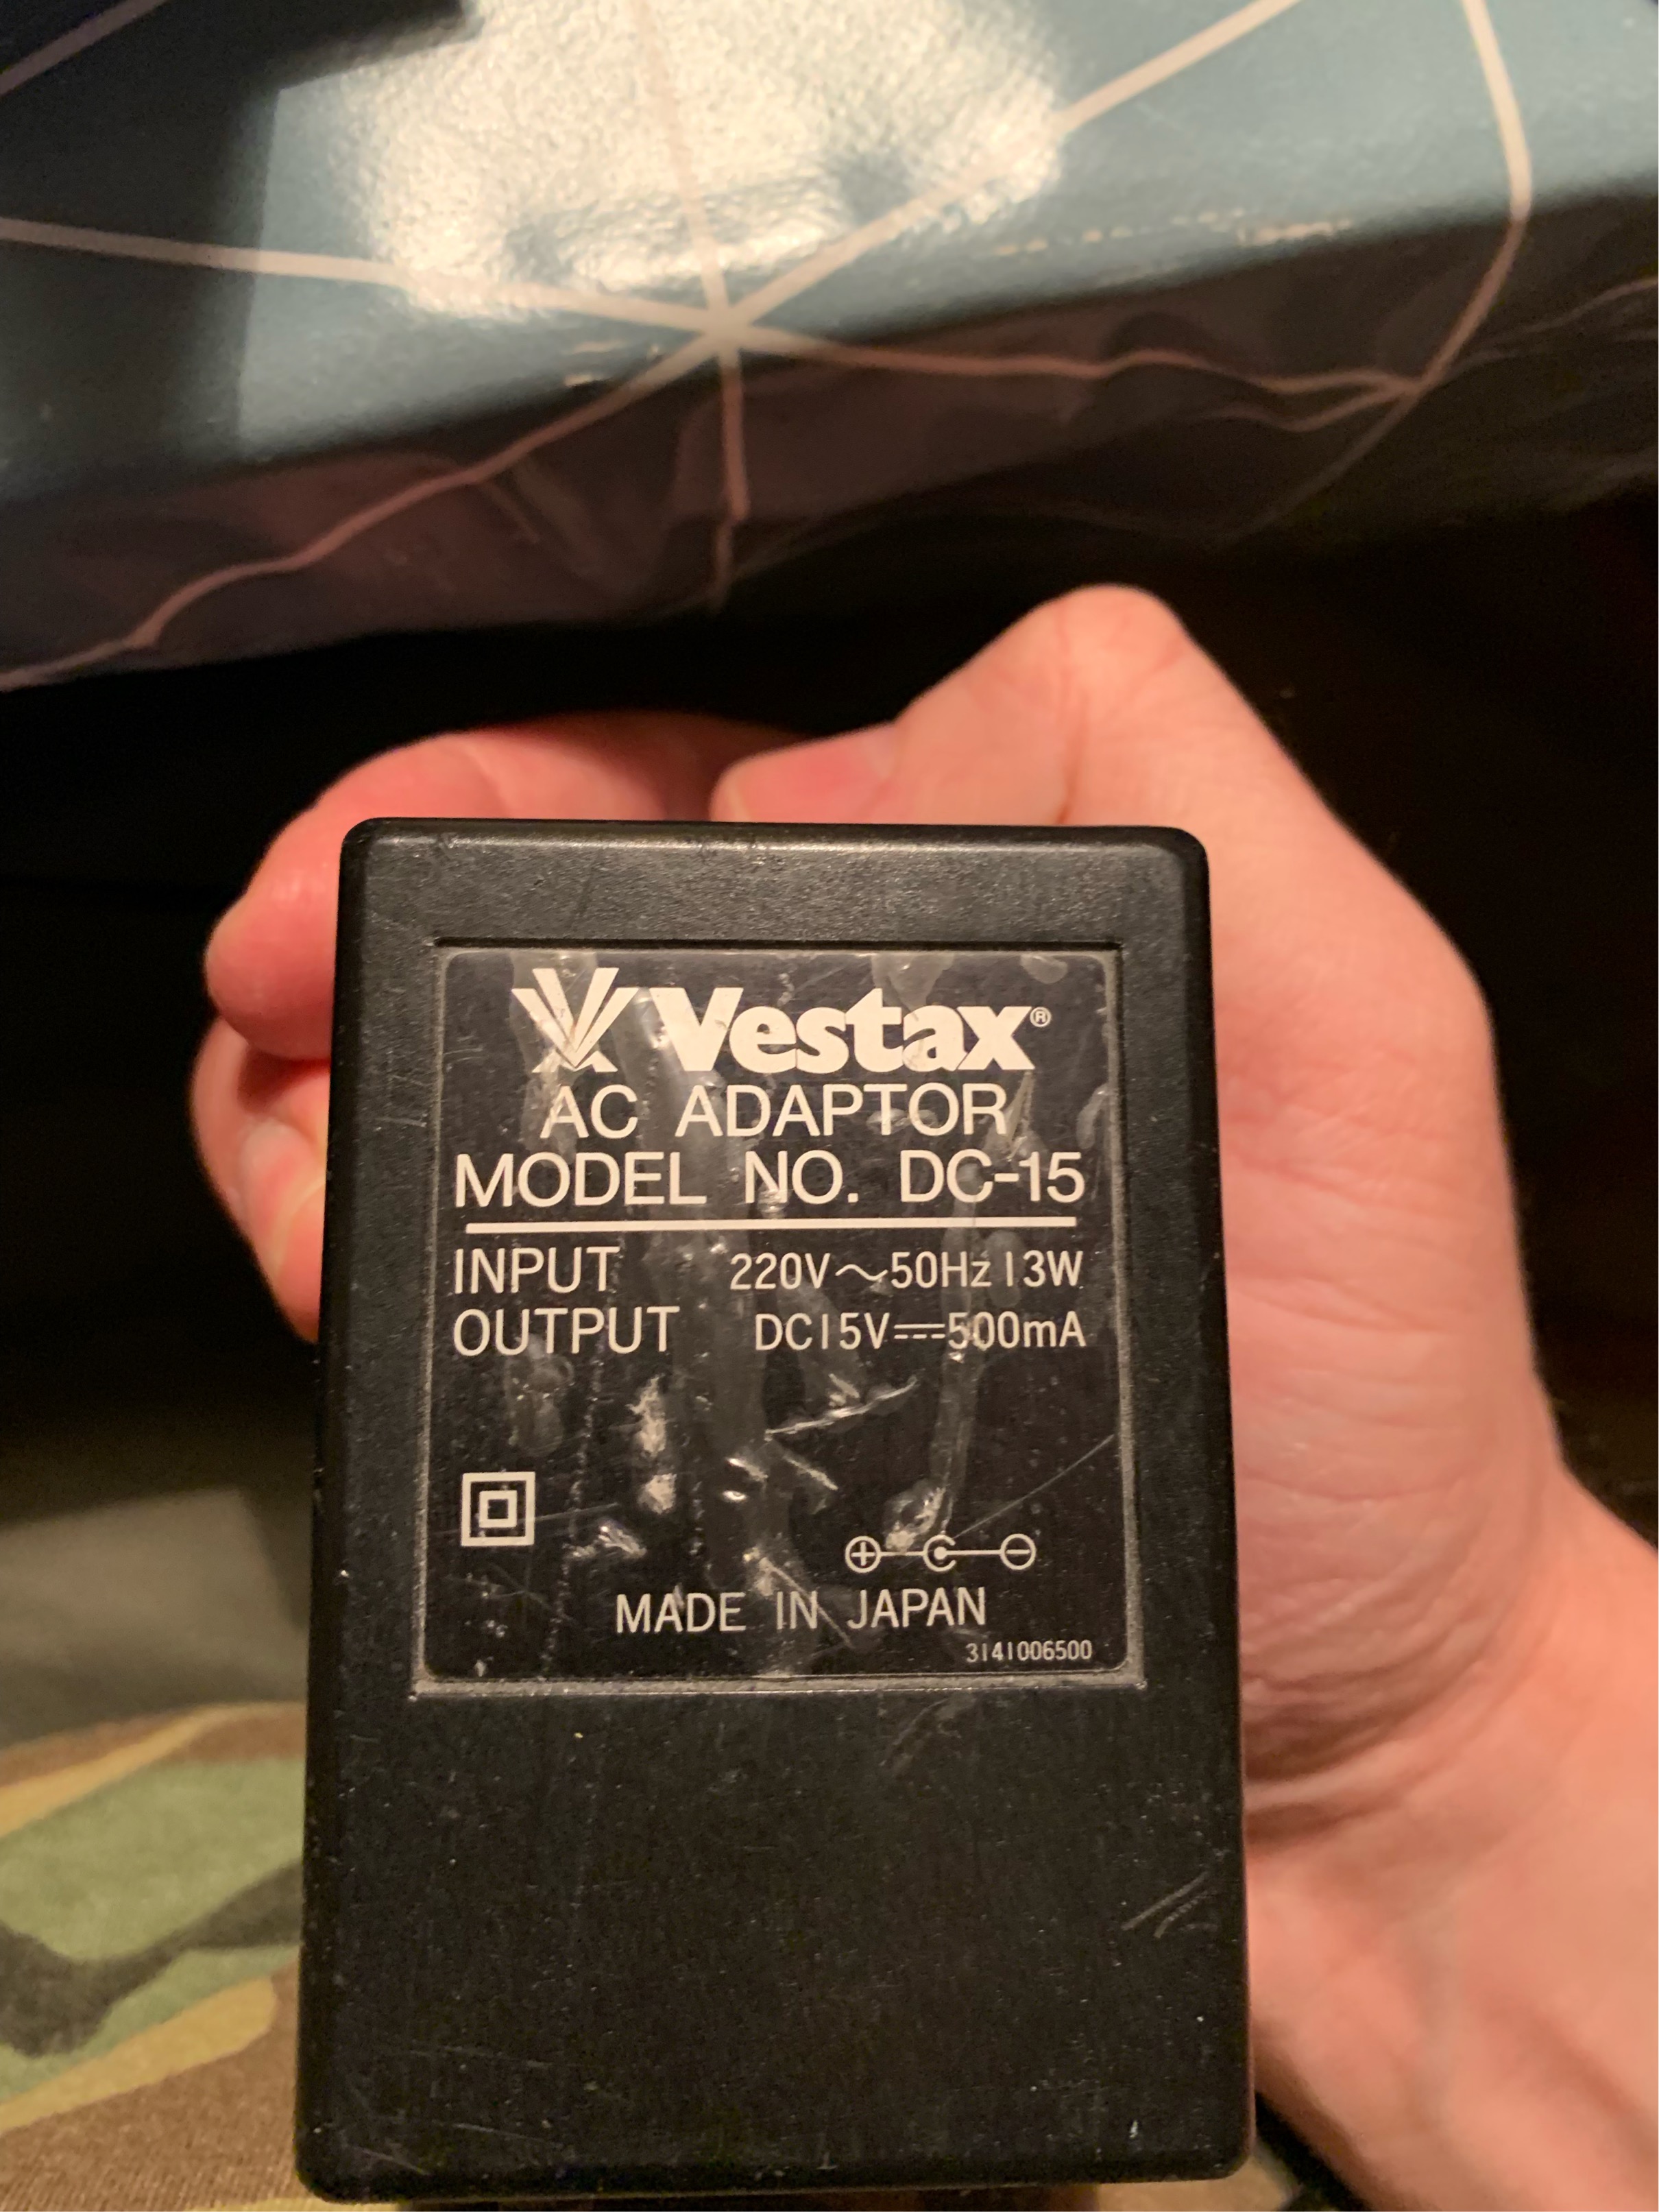 Vestax®
AC ADAPTOR
MODEL NO. DC-15
INPUT 220V～50Hz 13W
OUTPUT DC15V⎓500mA
MADE IN JAPAN
3141006500